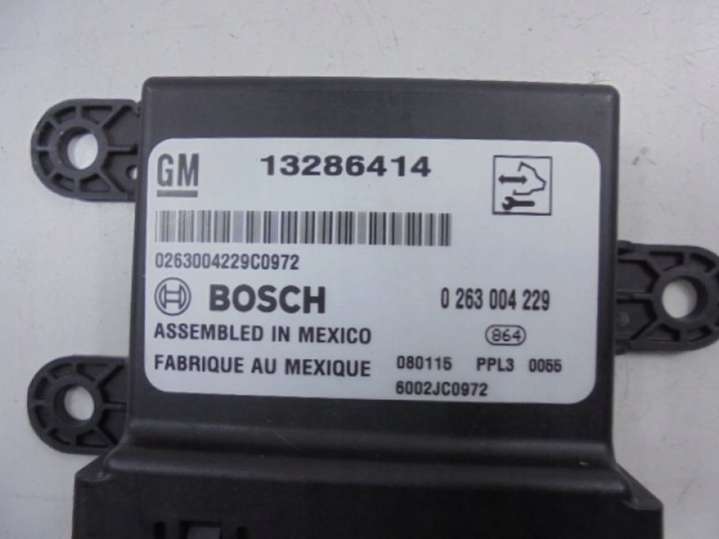 GM 13286414
0263004229C0972
BOSCH 0 263 004 229
ASSEMBLED IN MEXICO 864
FABRIQUE AU MEXIQUE 080115 PPL3 0055
6002JC0972